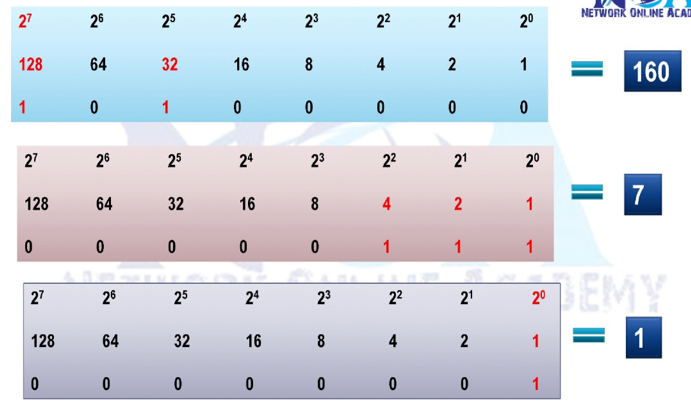 NETWORK ONLINE ACAD
2⁷ 2⁶ 2⁵ 2⁴ 2³ 2² 2¹ 2⁰
128 64 32 16 8 4 2 1 = 160
1 0 1 0 0 0 0 0
2⁷ 2⁶ 2⁵ 2⁴ 2³ 2² 2¹ 2⁰
128 64 32 16 8 4 2 1 = 7
0 0 0 0 0 1 1 1
NETWORK ONLINE ACADEMY
2⁷ 2⁶ 2⁵ 2⁴ 2³ 2² 2¹ 2⁰
128 64 32 16 8 4 2 1 = 1
0 0 0 0 0 0 0 1